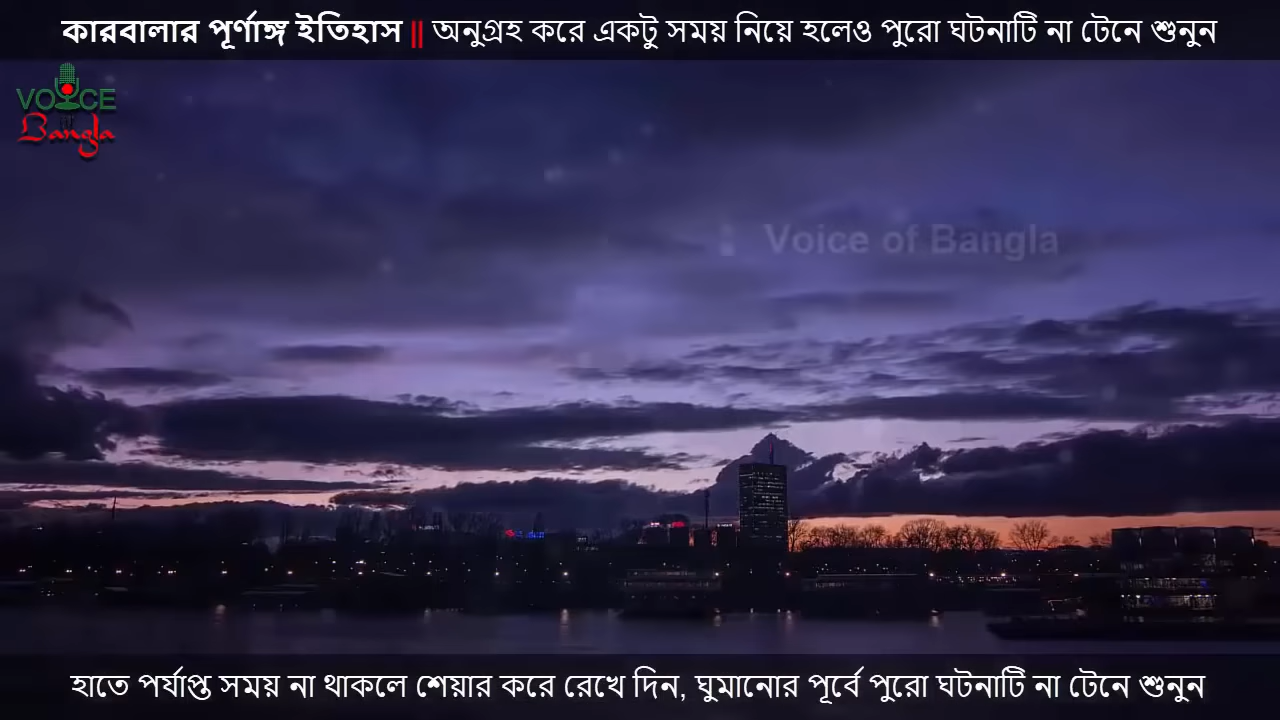 কারবালার পূর্ণাঙ্গ ইতিহাস || অনুগ্রহ করে একটু সময় নিয়ে হলেও পুরো ঘটনাটি না টেনে শুনুন
VOICE
Bangla
Voice of Bangla
হাতে পর্যাপ্ত সময় না থাকলে শেয়ার করে রেখে দিন, ঘুমানোর পূর্বে পুরো ঘটনাটি না টেনে শুনুন